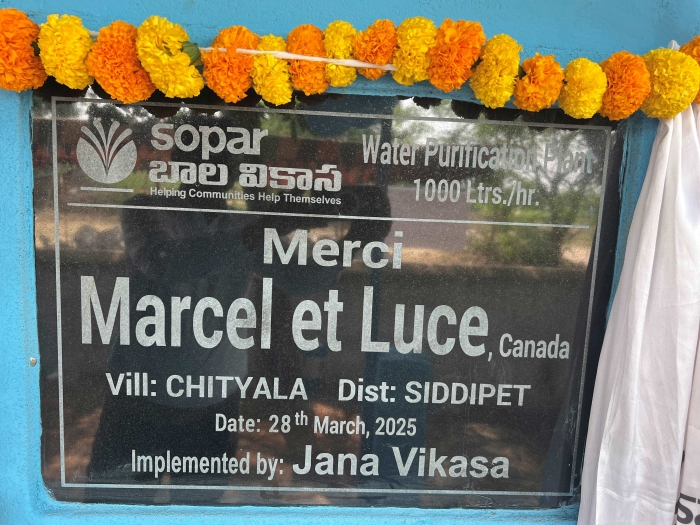 sopar
బాల వికాస
Helping Communities Help Themselves
Water Purification Plant
1000 Ltrs./hr.
Merci
Marcel et Luce, Canada
Vill: CHITYALA Dist: SIDDIPET
Date: 28th March, 2025
Implemented by: Jana Vikasa